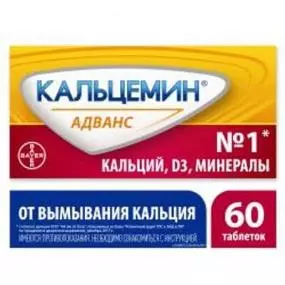 КАЛЬЦЕМИН®
АДВАНС
№1*
BAYER
КАЛЬЦИЙ, D3, МИНЕРАЛЫ
ОТ ВЫМЫВАНИЯ КАЛЬЦИЯ
60
таблеток
ИМЕЮТСЯ ПРОТИВОПОКАЗАНИЯ. НЕОБХОДИМО ОЗНАКОМИТЬСЯ С ИНСТРУКЦИЕЙ.